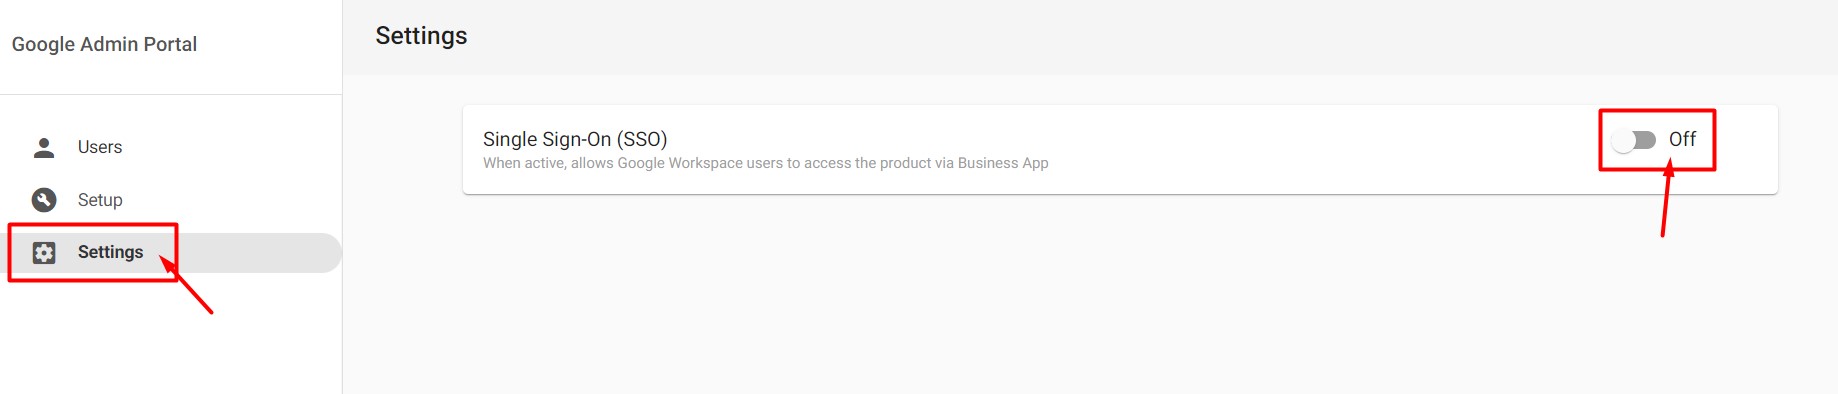 Google Admin Portal
Users
Setup
Settings
Settings
Single Sign-On (SSO)
When active, allows Google Workspace users to access the product via Business App
Off